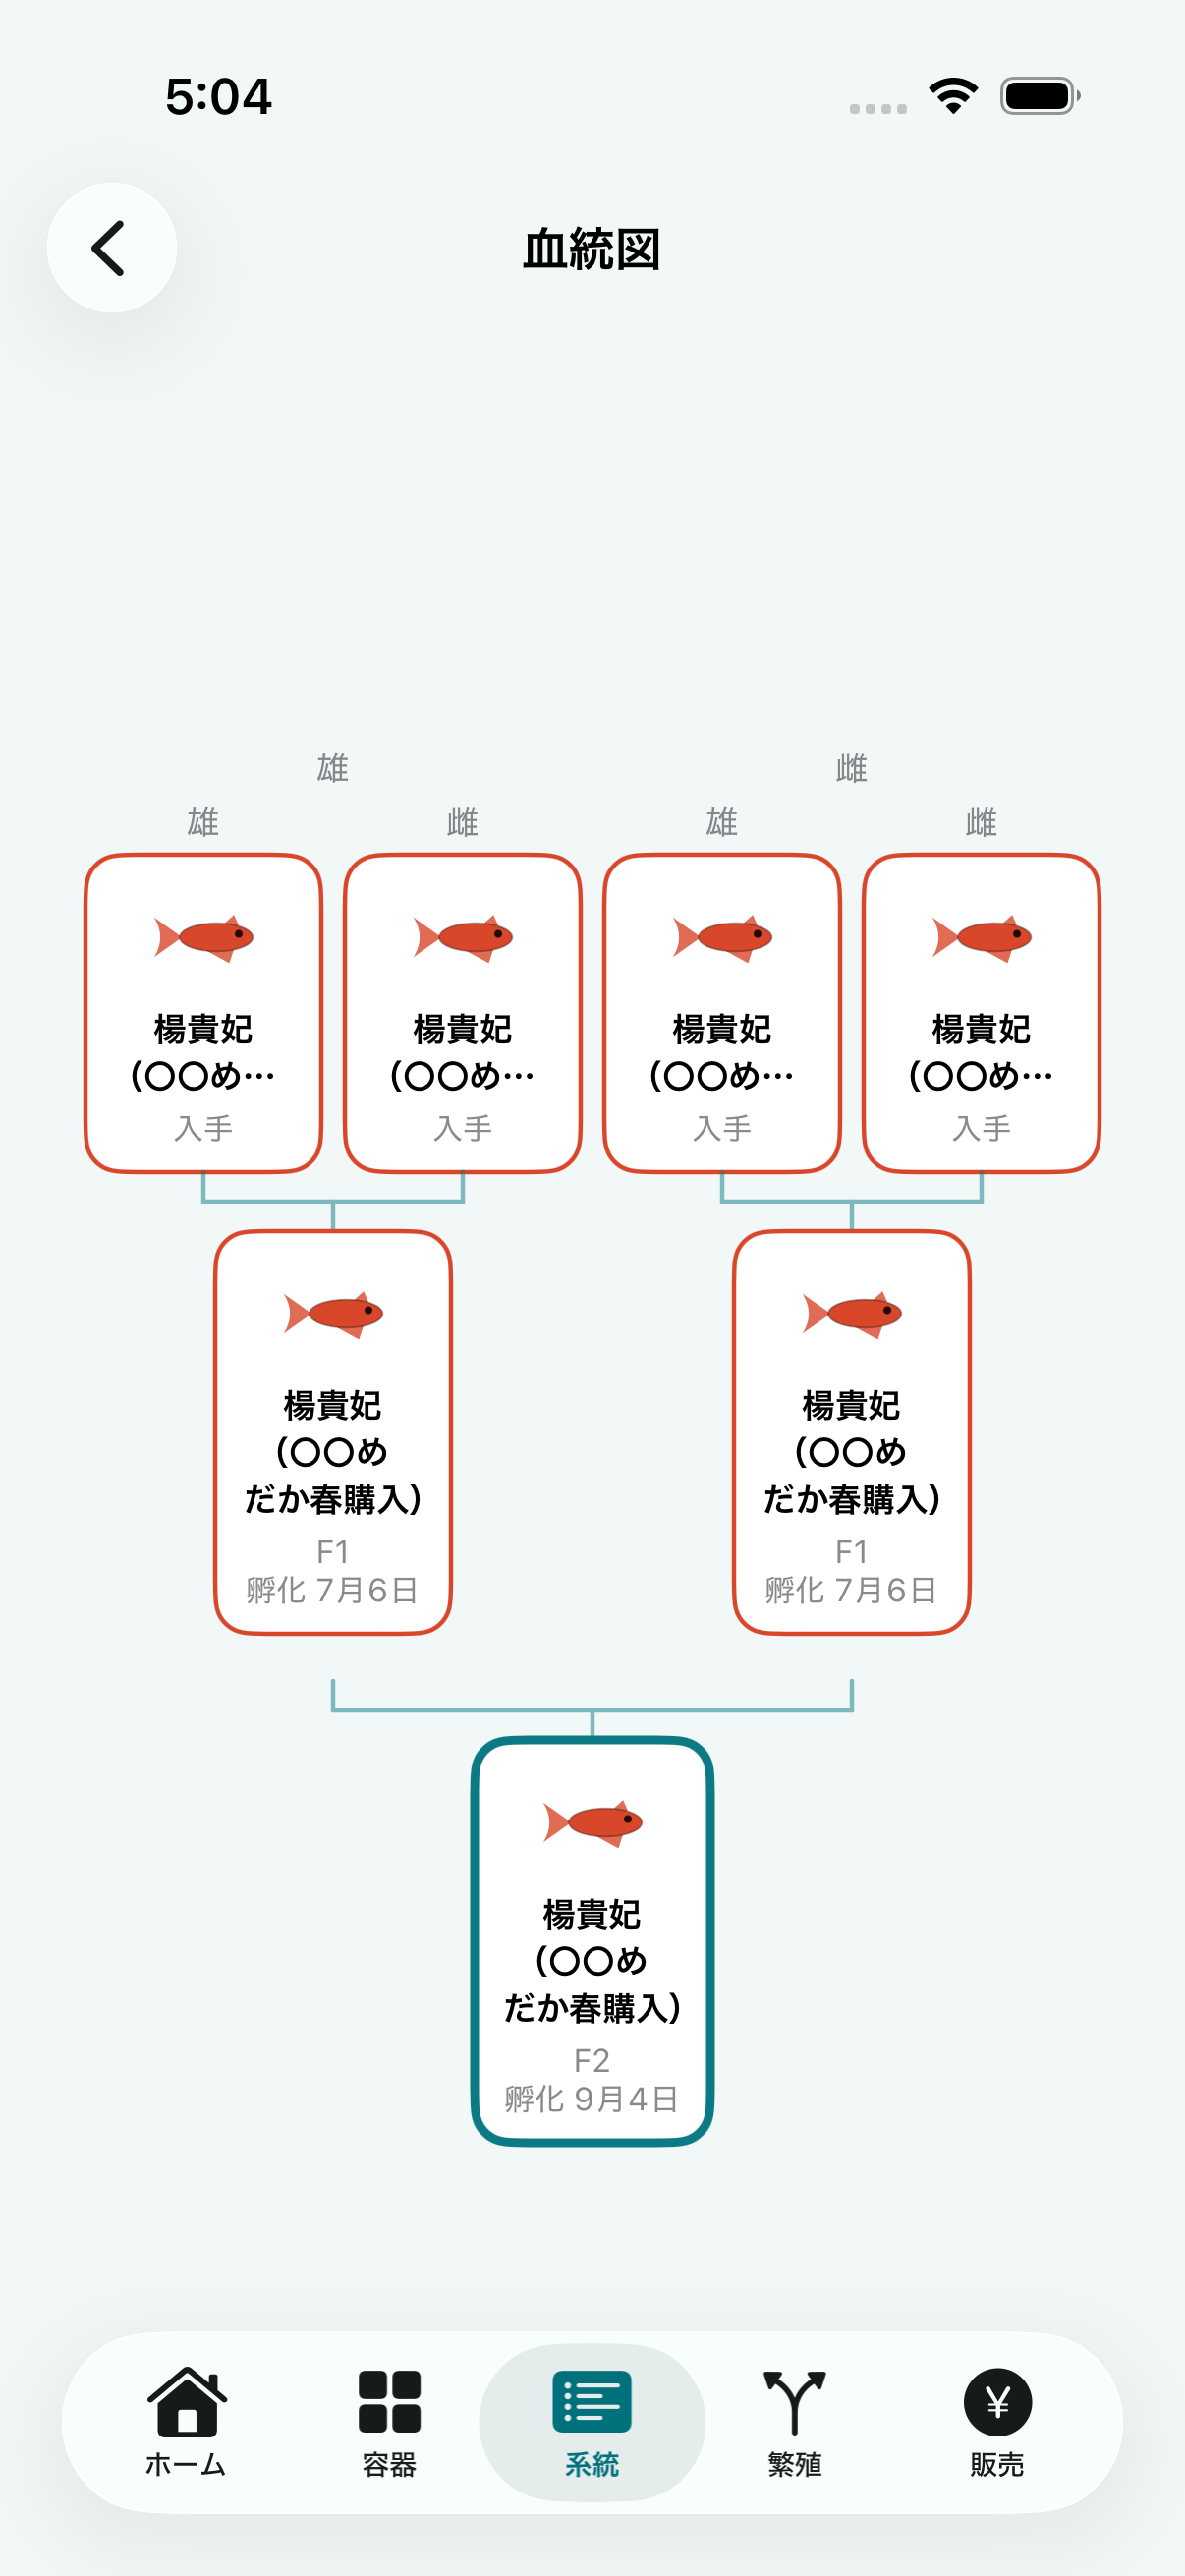 5:04
血統図
雄
雌
雄
雌
雄
雌
楊貴妃
(〇〇め…
入手
楊貴妃
(〇〇め…
入手
楊貴妃
(〇〇め…
入手
楊貴妃
(〇〇め…
入手
楊貴妃
(〇〇め
だか春購入)
F1
孵化 7月6日
楊貴妃
(〇〇め
だか春購入)
F1
孵化 7月6日
楊貴妃
(〇〇め
だか春購入)
F2
孵化 9月4日
ホーム
容器
系統
繁殖
¥
販売